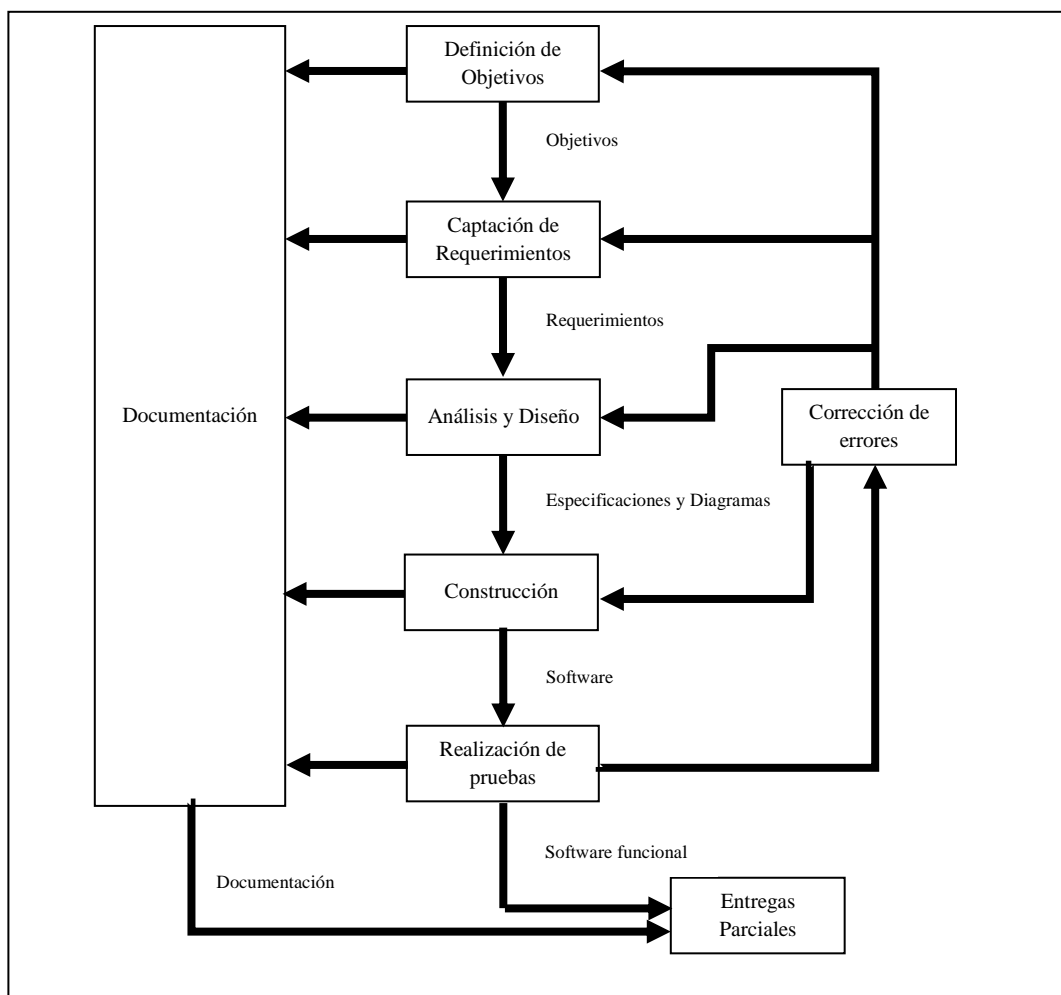 Definición de
Objetivos
Objetivos
Captación de
Requerimientos
Requerimientos
Documentación
Análisis y Diseño
Corrección de
errores
Especificaciones y Diagramas
Construcción
Software
Realización de
pruebas
Software funcional
Documentación
Entregas
Parciales